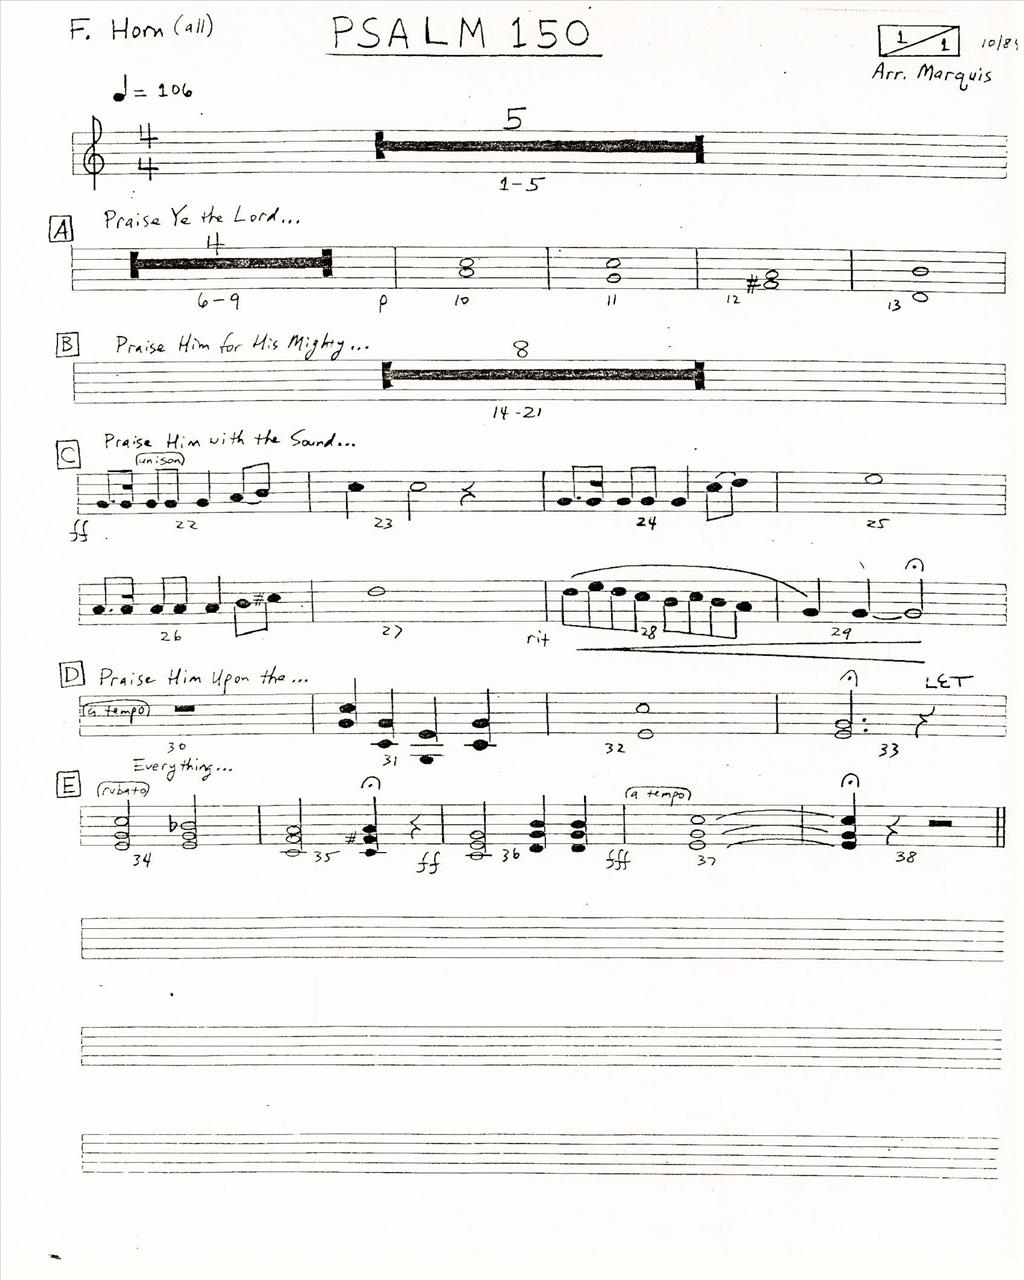 F. Horn (all)
PSALM 150
1/1
10/84
Arr. Marquis
♩ = 106
4
4
5
1-5
A Praise Ye the Lord...
4
6-9
p
10
11
12
13
B Praise Him for His Mighty...
8
14-21
C Praise Him with the Sound...
(unison)
ff
22
23
24
25
26
27
rit
28
29
D Praise Him Upon the...
(a tempo)
LET
30
31
32
33
Everything...
E (rubato)
(a tempo)
34
35
ff
36
fff
37
38